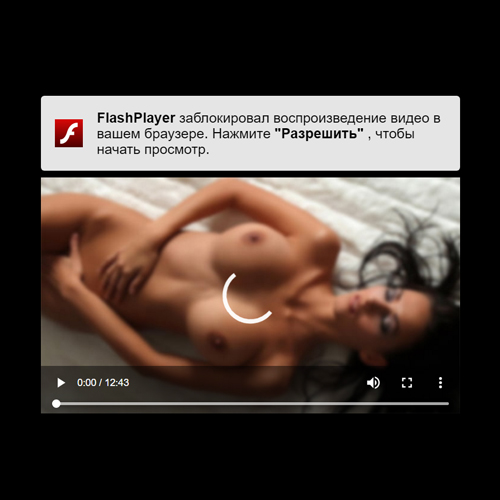 FlashPlayer заблокировал воспроизведение видео в
вашем браузере. Нажмите "Разрешить" , чтобы
начать просмотр.
0:00 / 12:43